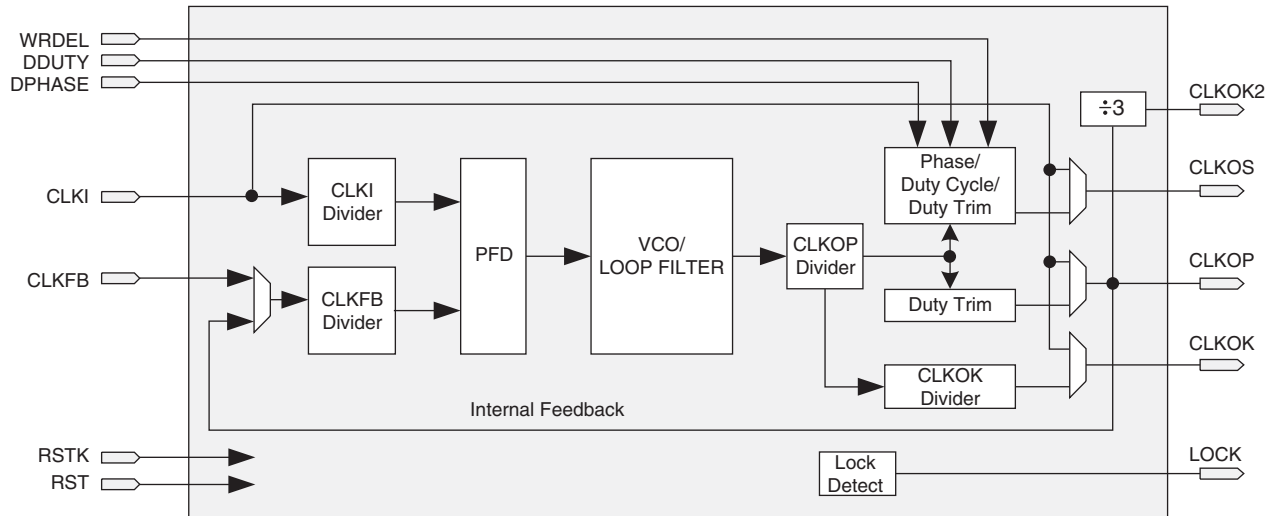 WRDEL
DDUTY
DPHASE
CLKOK2
÷3
Phase/
Duty Cycle/
Duty Trim
CLKOS
CLKI
CLKI
Divider
PFD
VCO/
LOOP FILTER
CLKOP
Divider
CLKOP
CLKFB
CLKFB
Divider
Duty Trim
CLKOK
CLKOK
Divider
Internal Feedback
RSTK
RST
Lock
Detect
LOCK